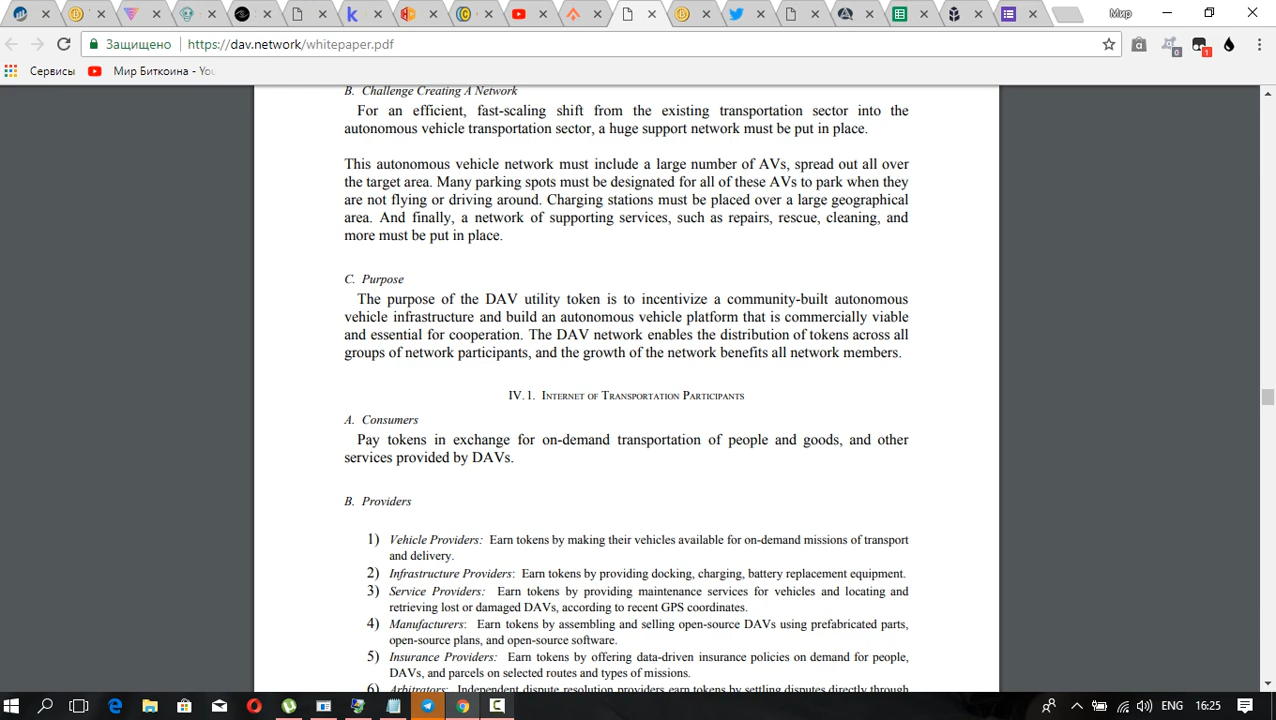 Мир
Защищено
https://dav.network/whitepaper.pdf
a
0
1
Сервисы
Мир Биткоина - You
B. Challenge Creating A Network
For an efficient, fast-scaling shift from the existing transportation sector into the
autonomous vehicle transportation sector, a huge support network must be put in place.
This autonomous vehicle network must include a large number of AVs, spread out all over
the target area. Many parking spots must be designated for all of these AVs to park when they
are not flying or driving around. Charging stations must be placed over a large geographical
area. And finally, a network of supporting services, such as repairs, rescue, cleaning, and
more must be put in place.
C. Purpose
The purpose of the DAV utility token is to incentivize a community-built autonomous
vehicle infrastructure and build an autonomous vehicle platform that is commercially viable
and essential for cooperation. The DAV network enables the distribution of tokens across all
groups of network participants, and the growth of the network benefits all network members.
IV.1. Internet of Transportation Participants
A. Consumers
Pay tokens in exchange for on-demand transportation of people and goods, and other
services provided by DAVs.
B. Providers
1) Vehicle Providers: Earn tokens by making their vehicles available for on-demand missions of transport
and delivery.
2) Infrastructure Providers: Earn tokens by providing docking, charging, battery replacement equipment.
3) Service Providers: Earn tokens by providing maintenance services for vehicles and locating and
retrieving lost or damaged DAVs, according to recent GPS coordinates.
4) Manufacturers: Earn tokens by assembling and selling open-source DAVs using prefabricated parts,
open-source plans, and open-source software.
5) Insurance Providers: Earn tokens by offering data-driven insurance policies on demand for people,
DAVs, and parcels on selected routes and types of missions.
6) Arbitrators: Independent dispute resolution providers earn tokens by settling disputes directly through
ENG
16:25